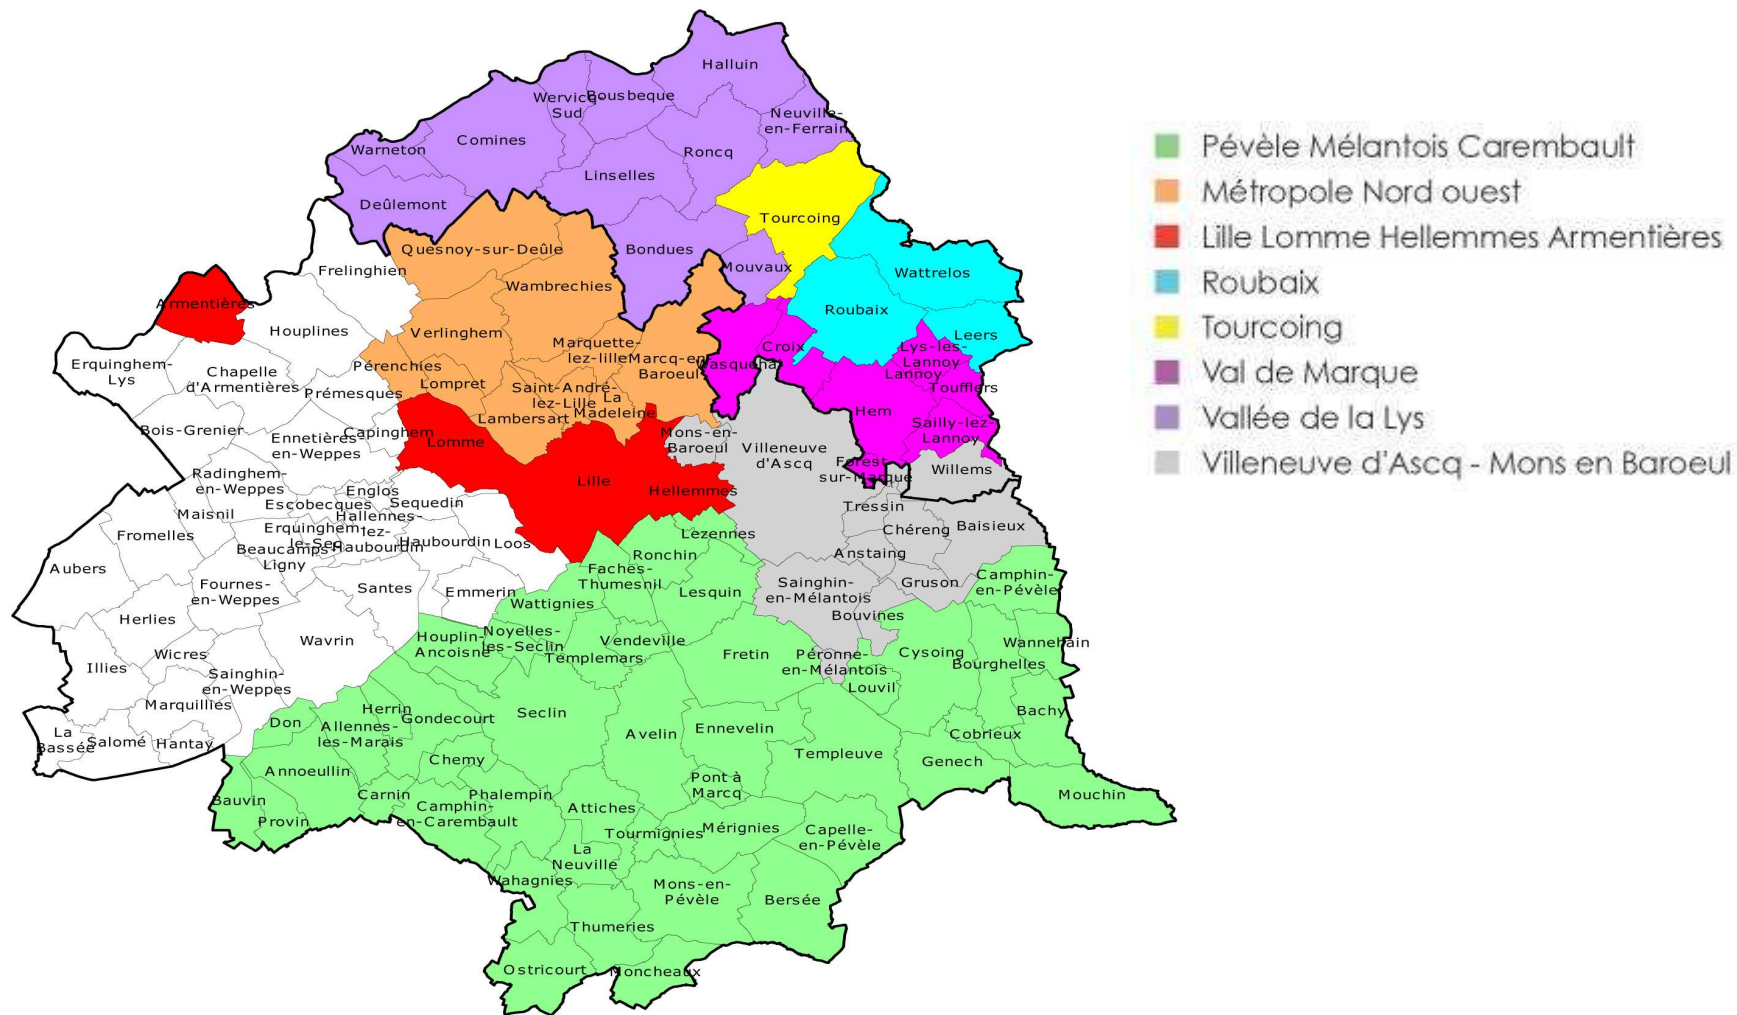 Halluin
Wervicq-
Sud
Bousbeque
Neuville-
en-Ferrain
Comines
Roncq
Warneton
Linselles
Deûlemont
Tourcoing
Quesnoy-sur-Deûle
Bondues
Mouvaux
Wattrelos
Frelinghien
Wambrechies
Armentières
Roubaix
Houplines
Verlinghem
Leers
Marquette-
lez-lille
Croix
Lys-les-
Lannoy
Marcq-en-
Baroeul
Wasquehal
Erquinghem-
Lys
Chapelle
d'Armentières
Pérenchies
Lannoy
Toufflers
Prémesques
Lompret
Saint-André-
lez-Lille
La
Madeleine
Hem
Lambersart
Sailly-lez-
Lannoy
Bois-Grenier
Ennetières-
en-Weppes
Capinghem
Lomme
Mons-en-
Baroeul
Villeneuve
d'Ascq
Forest-
sur-Marque
Willems
Radinghem-
en-Weppes
Lille
Hellemmes
Englos
Escobecques
Sequedin
Maisnil
Hallennes-
lez-
Haubourdin
Tressin
Fromelles
Erquinghem-
le-Sec
Haubourdin
Loos
Lezennes
Chéreng
Baisieux
Beaucamps-
Ligny
Ronchin
Anstaing
Aubers
Fournes-
en-Weppes
Santes
Emmerin
Faches-
Thumesnil
Lesquin
Sainghin-
en-Mélantois
Gruson
Camphin-
en-Pévèle
Wattignies
Bouvines
Herlies
Wavrin
Houplin-
Ancoisne
Noyelles-
les-Seclin
Vendeville
Wannehain
Templemars
Fretin
Péronne-
en-Mélantois
Cysoing
Bourghelles
Illies
Wicres
Sainghin-
en-Weppes
Louvil
Marquillies
Herrin
Gondecourt
Seclin
Bachy
Don
Allennes-
les-Marais
Avelin
Ennevelin
Cobrieux
La
Bassée
Salomé
Hantay
Chemy
Templeuve
Genech
Annoeullin
Pont à
Marcq
Bauvin
Carnin
Phalempin
Mouchin
Provin
Camphin-
en-Carembault
Attiches
Tourmignies
Mérignies
Capelle-
en-Pévèle
La
Neuville
Wahagnies
Mons-en-
Pévèle
Bersée
Thumeries
Ostricourt
Moncheaux
Pévèle Mélantois Carembault
Métropole Nord ouest
Lille Lomme Hellemmes Armentières
Roubaix
Tourcoing
Val de Marque
Vallée de la Lys
Villeneuve d'Ascq - Mons en Baroeul